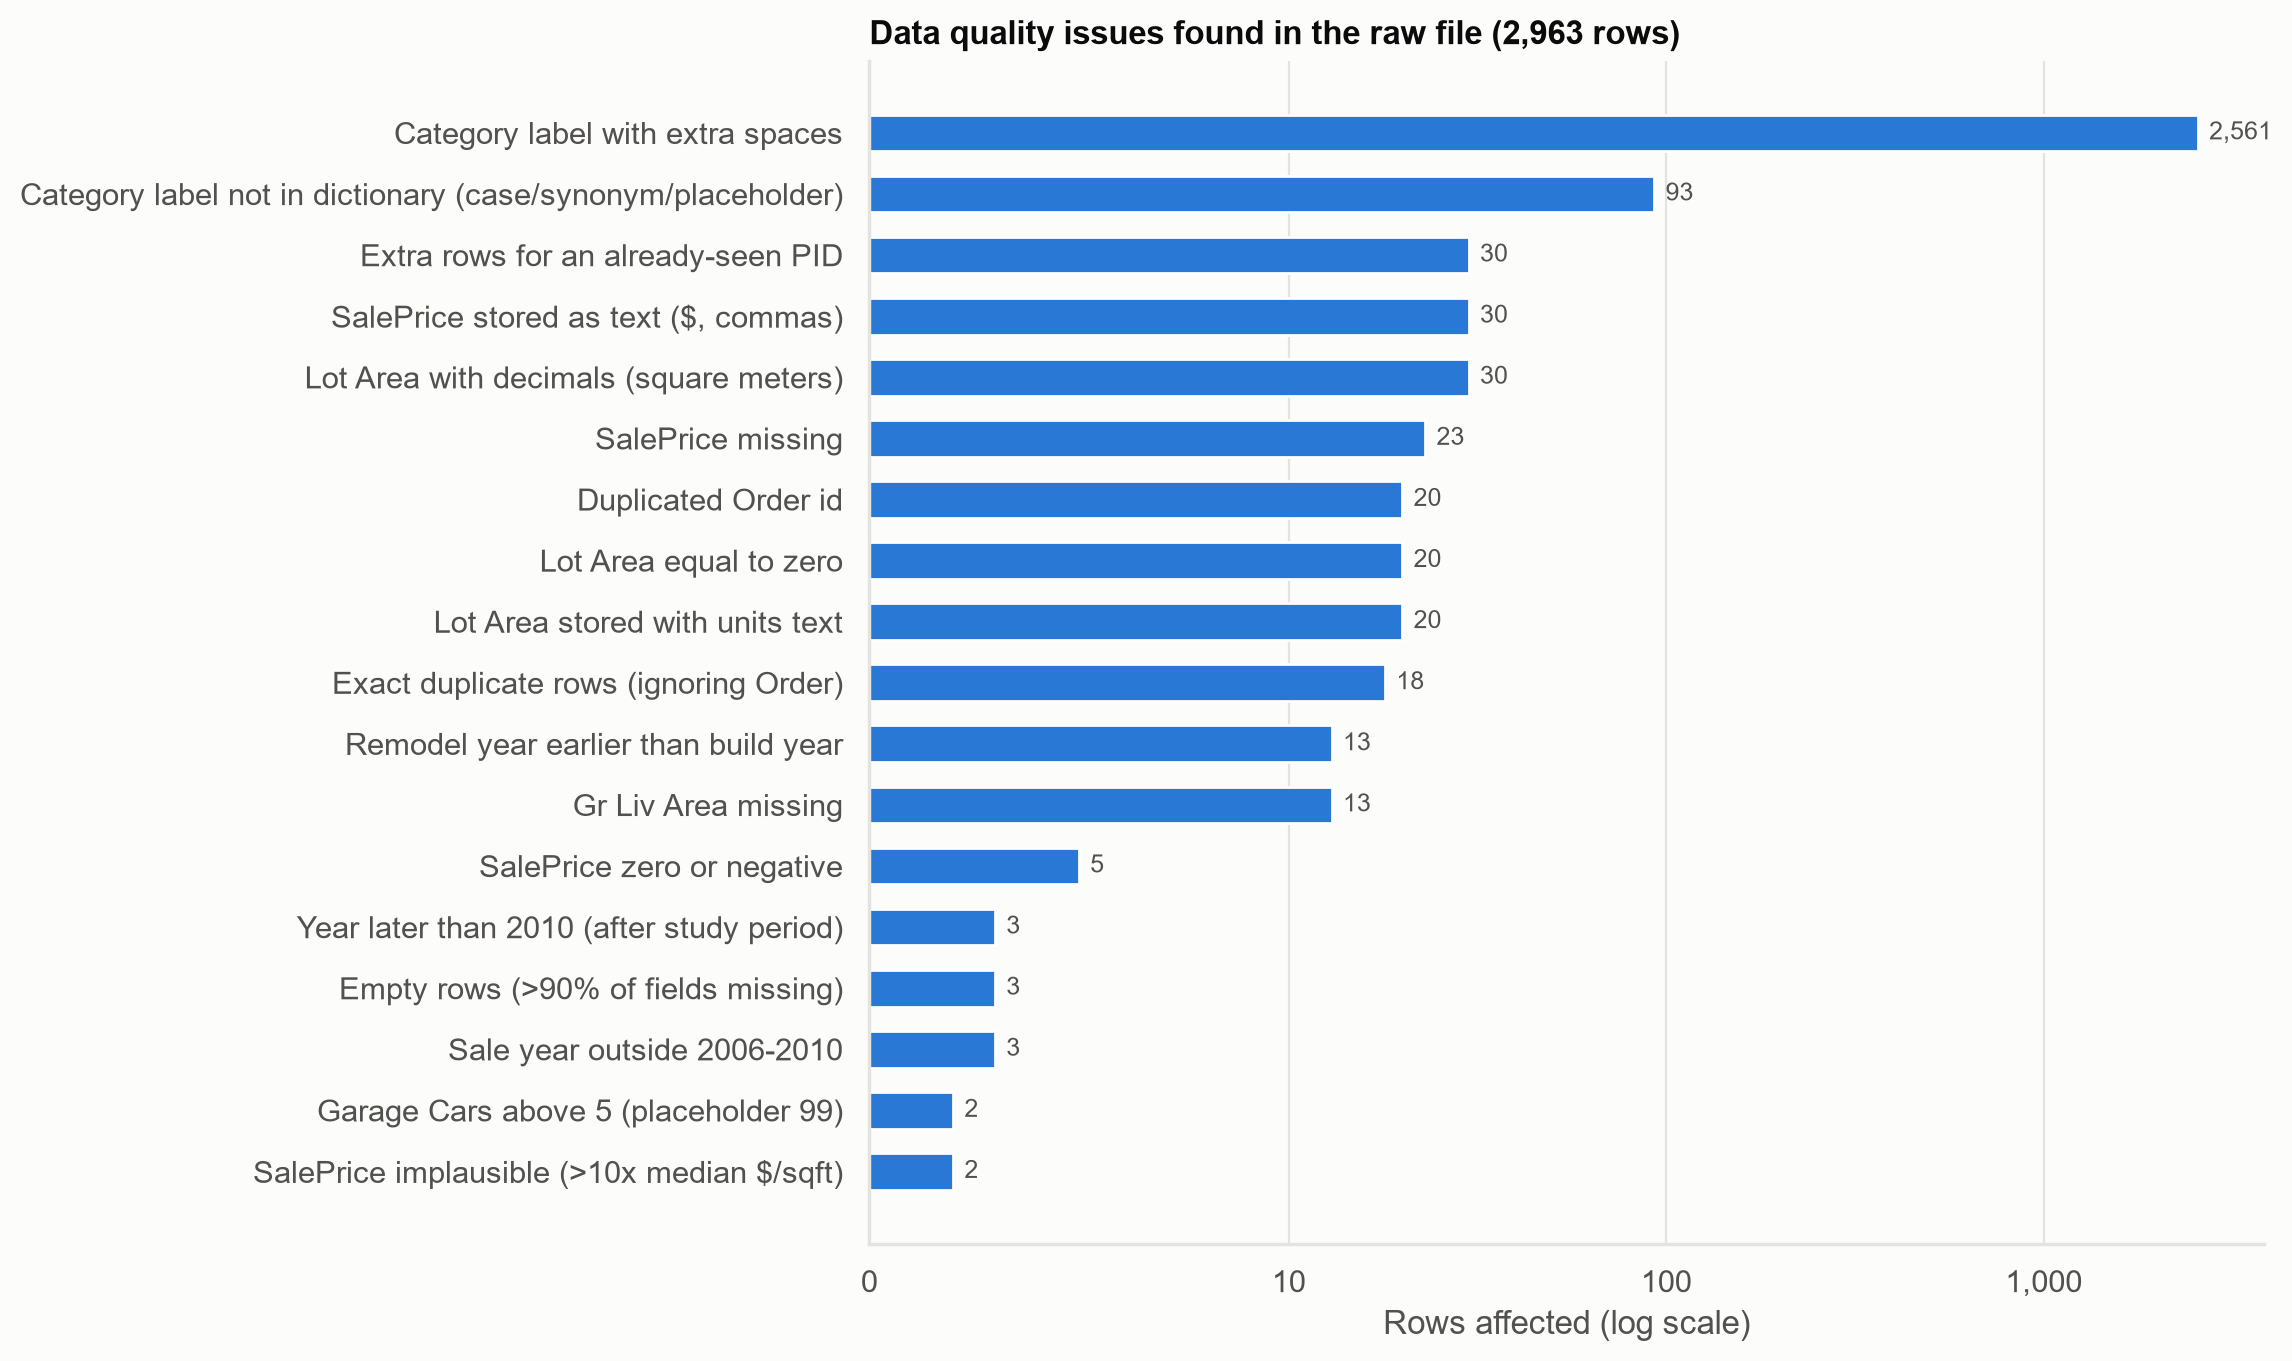 Data quality issues found in the raw file (2,963 rows)
Category label with extra spaces 2,561
Category label not in dictionary (case/synonym/placeholder) 93
Extra rows for an already-seen PID 30
SalePrice stored as text ($, commas) 30
Lot Area with decimals (square meters) 30
SalePrice missing 23
Duplicated Order id 20
Lot Area equal to zero 20
Lot Area stored with units text 20
Exact duplicate rows (ignoring Order) 18
Remodel year earlier than build year 13
Gr Liv Area missing 13
SalePrice zero or negative 5
Year later than 2010 (after study period) 3
Empty rows (>90% of fields missing) 3
Sale year outside 2006-2010 3
Garage Cars above 5 (placeholder 99) 2
SalePrice implausible (>10x median $/sqft) 2
0 10 100 1,000
Rows affected (log scale)